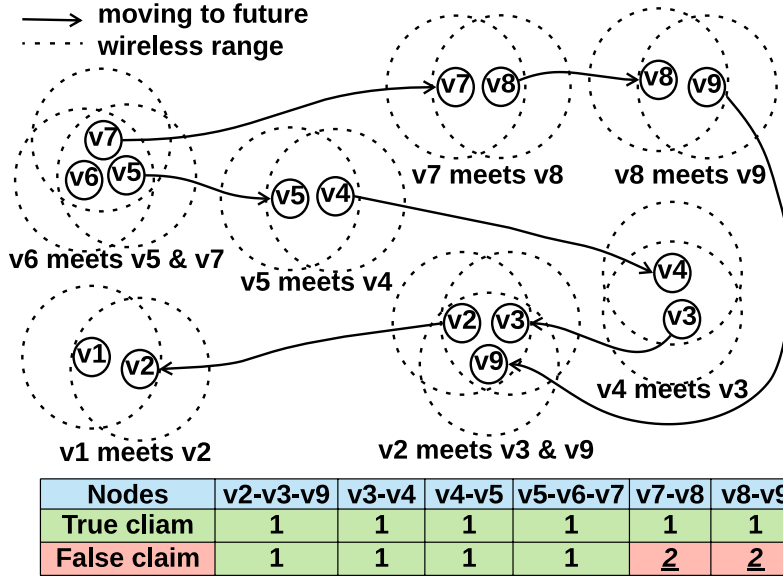 moving to future
wireless range
v7 v8 v8 v9
v7
v6 v5
v7 meets v8 v8 meets v9
v5 v4
v6 meets v5 & v7
v5 meets v4
v4
v3
v2 v3
v9
v1 v2
v4 meets v3
v1 meets v2 v2 meets v3 & v9
Nodes v2-v3-v9 v3-v4 v4-v5 v5-v6-v7 v7-v8 v8-v9
True cliam 1 1 1 1 1 1
False claim 1 1 1 1 2 2